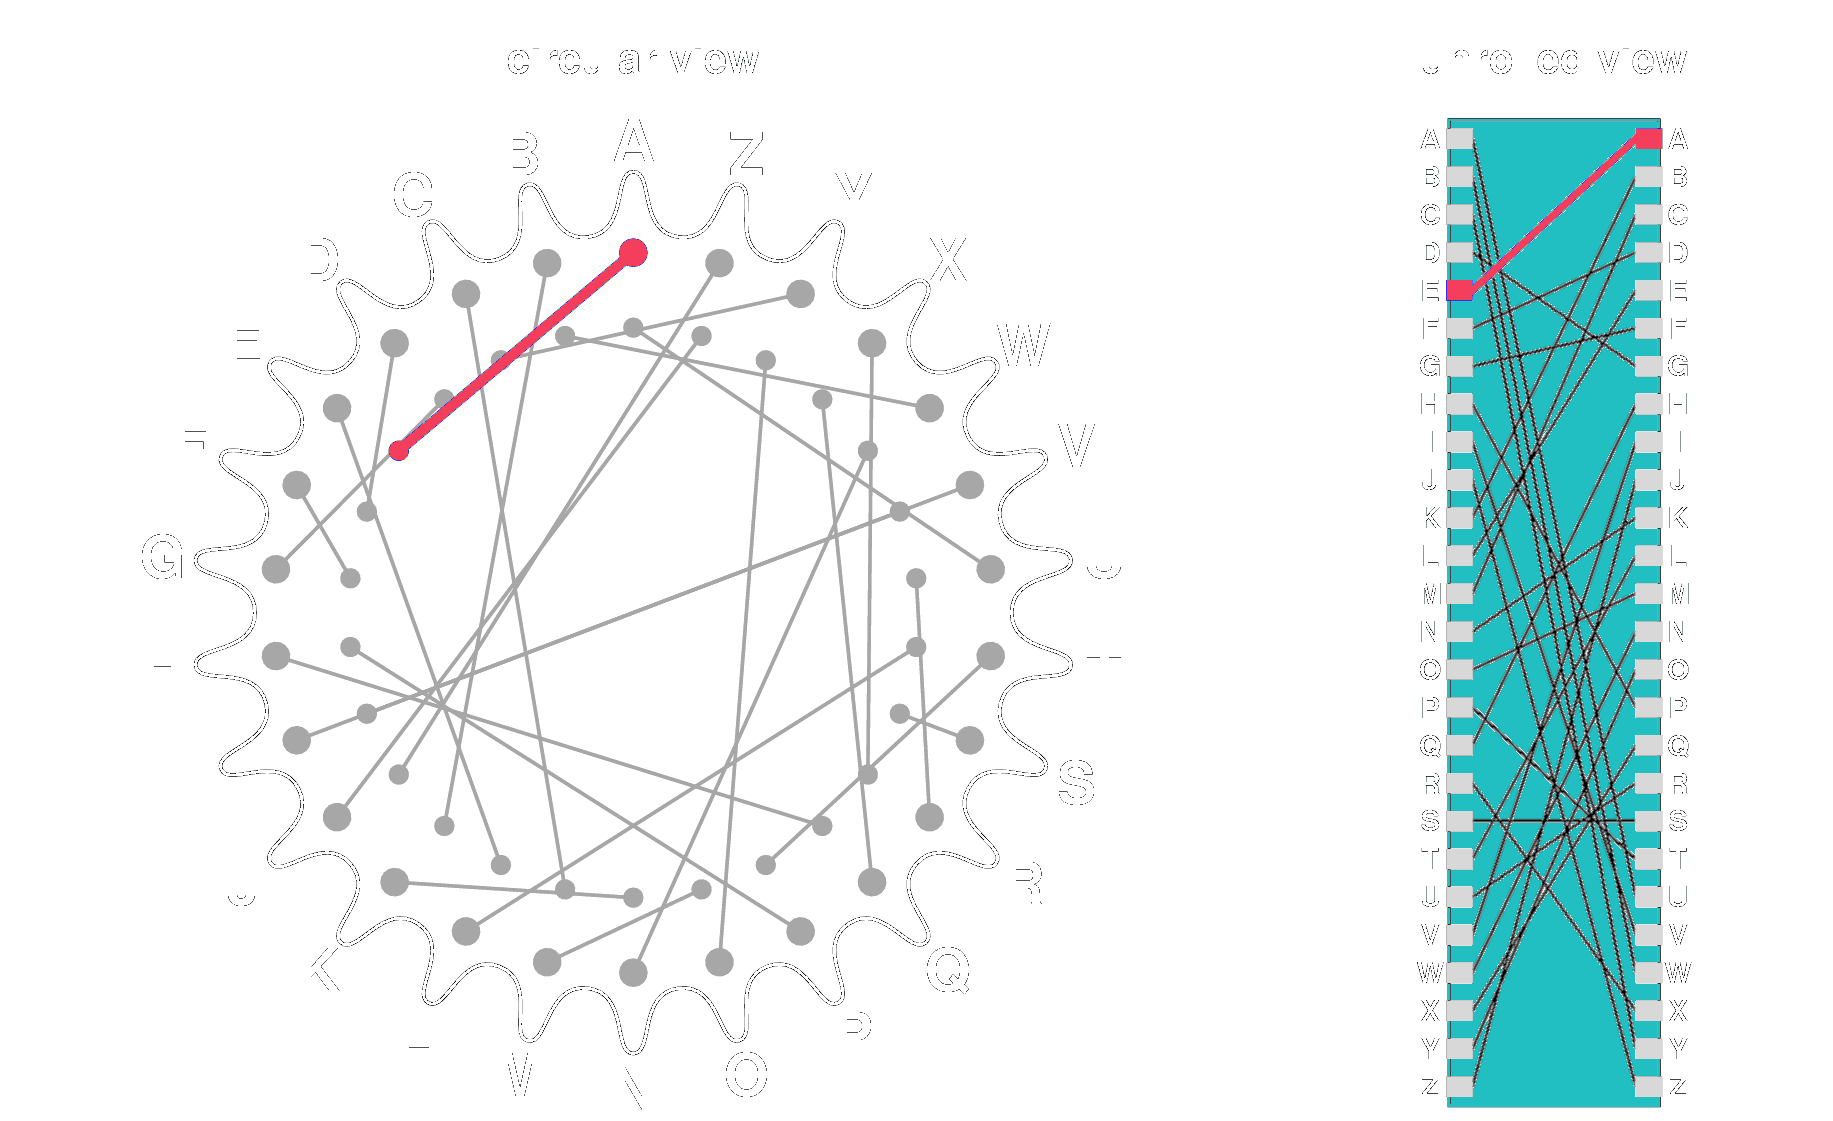 circular view
unrolled view
A
B
Z
C
Y
D
X
E
W
F
V
G
U
S
J
R
K
Q
P
M
O
N
A A
B B
C C
D D
E E
F F
G G
H H
I I
J J
K K
L L
M M
N N
O O
P P
Q Q
R R
S S
T T
U U
V V
W W
X X
Y Y
Z Z